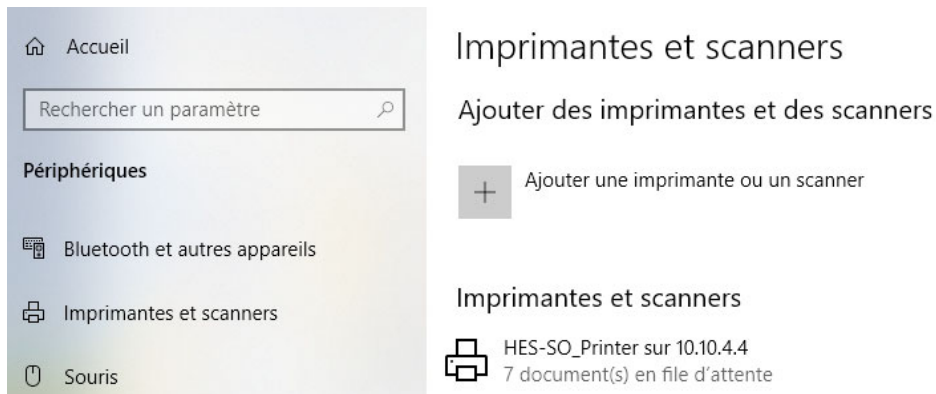 Accueil
Rechercher un paramètre
Périphériques
Bluetooth et autres appareils
Imprimantes et scanners
Souris
Imprimantes et scanners
Ajouter des imprimantes et des scanners
Ajouter une imprimante ou un scanner
Imprimantes et scanners
HES-SO_Printer sur 10.10.4.4
7 document(s) en file d'attente